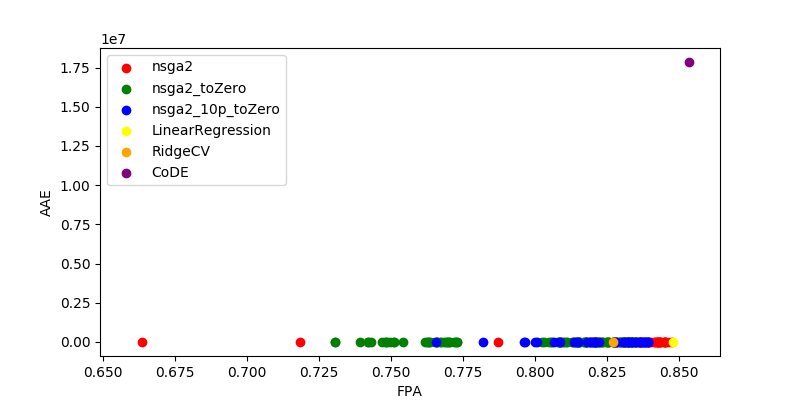 1e7
1.75
1.50
1.25
1.00
0.75
0.50
0.25
0.00
AAE
nsga2
nsga2_toZero
nsga2_10p_toZero
LinearRegression
RidgeCV
CoDE
0.650 0.675 0.700 0.725 0.750 0.775 0.800 0.825 0.850
FPA